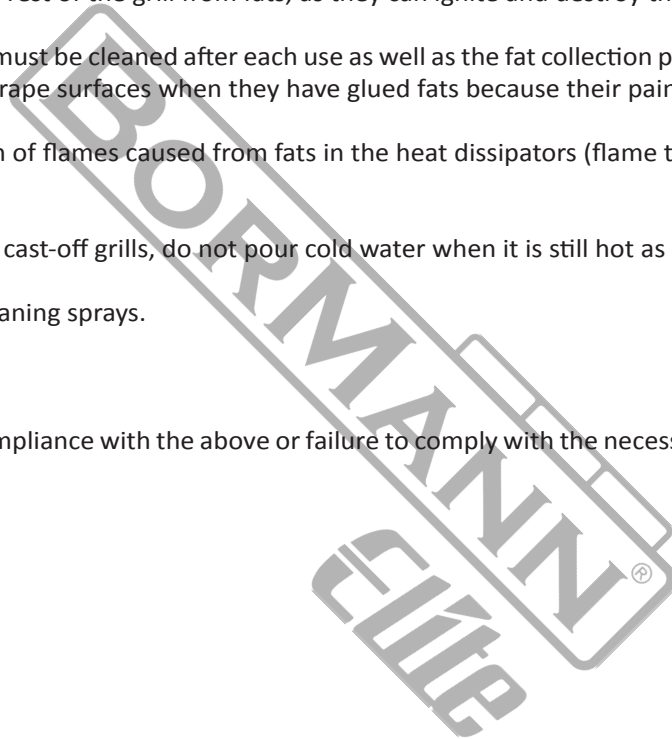 rest of the grill from fats, as they can ignite and destroy th
must be cleaned after each use as well as the fat collection p
rape surfaces when they have glued fats because their pain
n of flames caused from fats in the heat dissipators (flame t
cast-off grills, do not pour cold water when it is still hot as
aning sprays.
mpliance with the above or failure to comply with the necess
BORMANN®
Elite